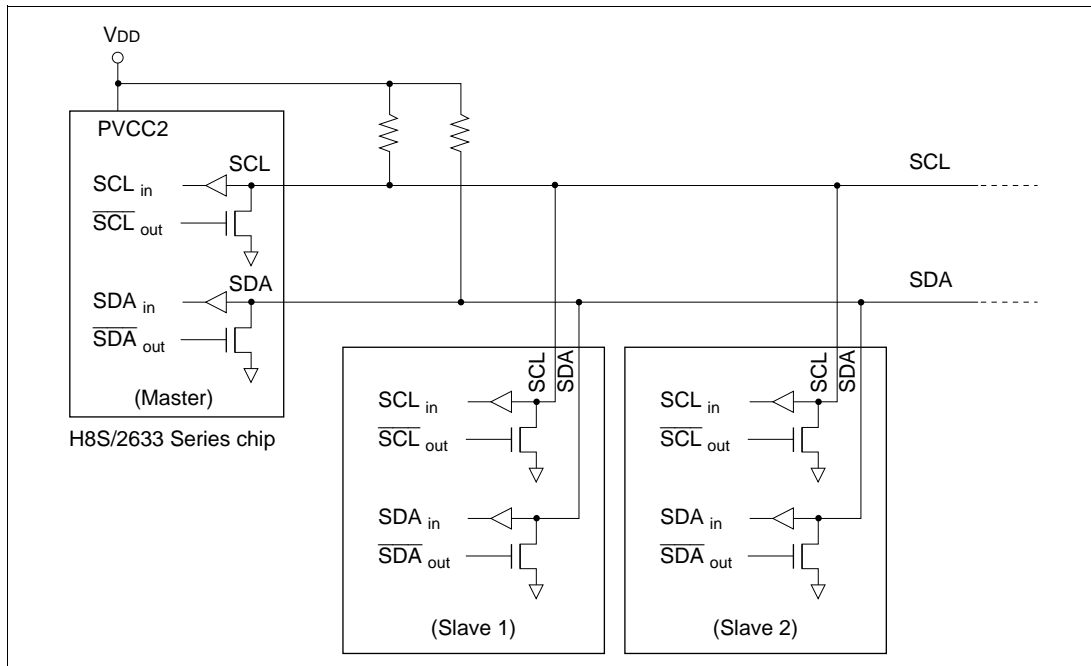 VDD
PVCC2
SCL
SCL in
SCL out
SDA
SDA in
SDA out
(Master)
H8S/2633 Series chip
SCL
SDA
SCL
SDA
SCL in
SCL out
SDA in
SDA out
(Slave 1)
SCL
SDA
SCL in
SCL out
SDA in
SDA out
(Slave 2)